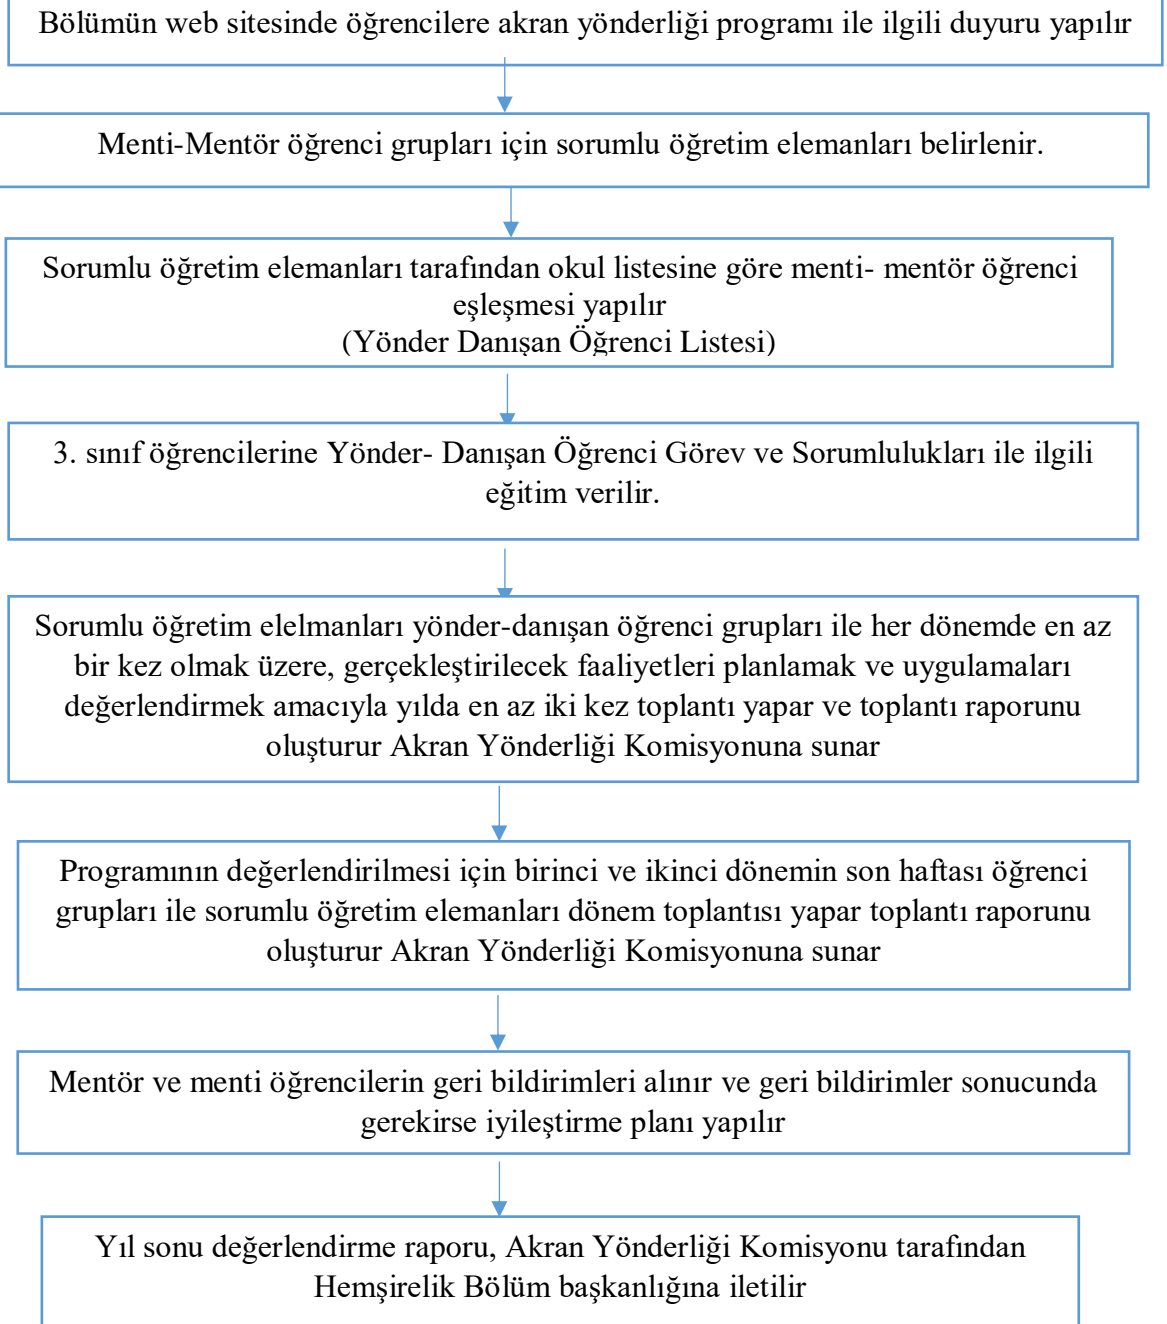 Bölümün web sitesinde öğrencilere akran yönderliği programı ile ilgili duyuru yapılır
Menti-Mentör öğrenci grupları için sorumlu öğretim elemanları belirlenir.
Sorumlu öğretim elemanları tarafından okul listesine göre menti- mentör öğrenci
eşleşmesi yapılır
(Yönder Danışan Öğrenci Listesi)
3. sınıf öğrencilerine Yönder- Danışan Öğrenci Görev ve Sorumlulukları ile ilgili
eğitim verilir.
Sorumlu öğretim elelmanları yönder-danışan öğrenci grupları ile her dönemde en az
bir kez olmak üzere, gerçekleştirilecek faaliyetleri planlamak ve uygulamaları
değerlendirmek amacıyla yılda en az iki kez toplantı yapar ve toplantı raporunu
oluşturur Akran Yönderliği Komisyonuna sunar
Programının değerlendirilmesi için birinci ve ikinci dönemin son haftası öğrenci
grupları ile sorumlu öğretim elemanları dönem toplantısı yapar toplantı raporunu
oluşturur Akran Yönderliği Komisyonuna sunar
Mentör ve menti öğrencilerin geri bildirimleri alınır ve geri bildirimler sonucunda
gerekirse iyileştirme planı yapılır
Yıl sonu değerlendirme raporu, Akran Yönderliği Komisyonu tarafından
Hemşirelik Bölüm başkanlığına iletilir